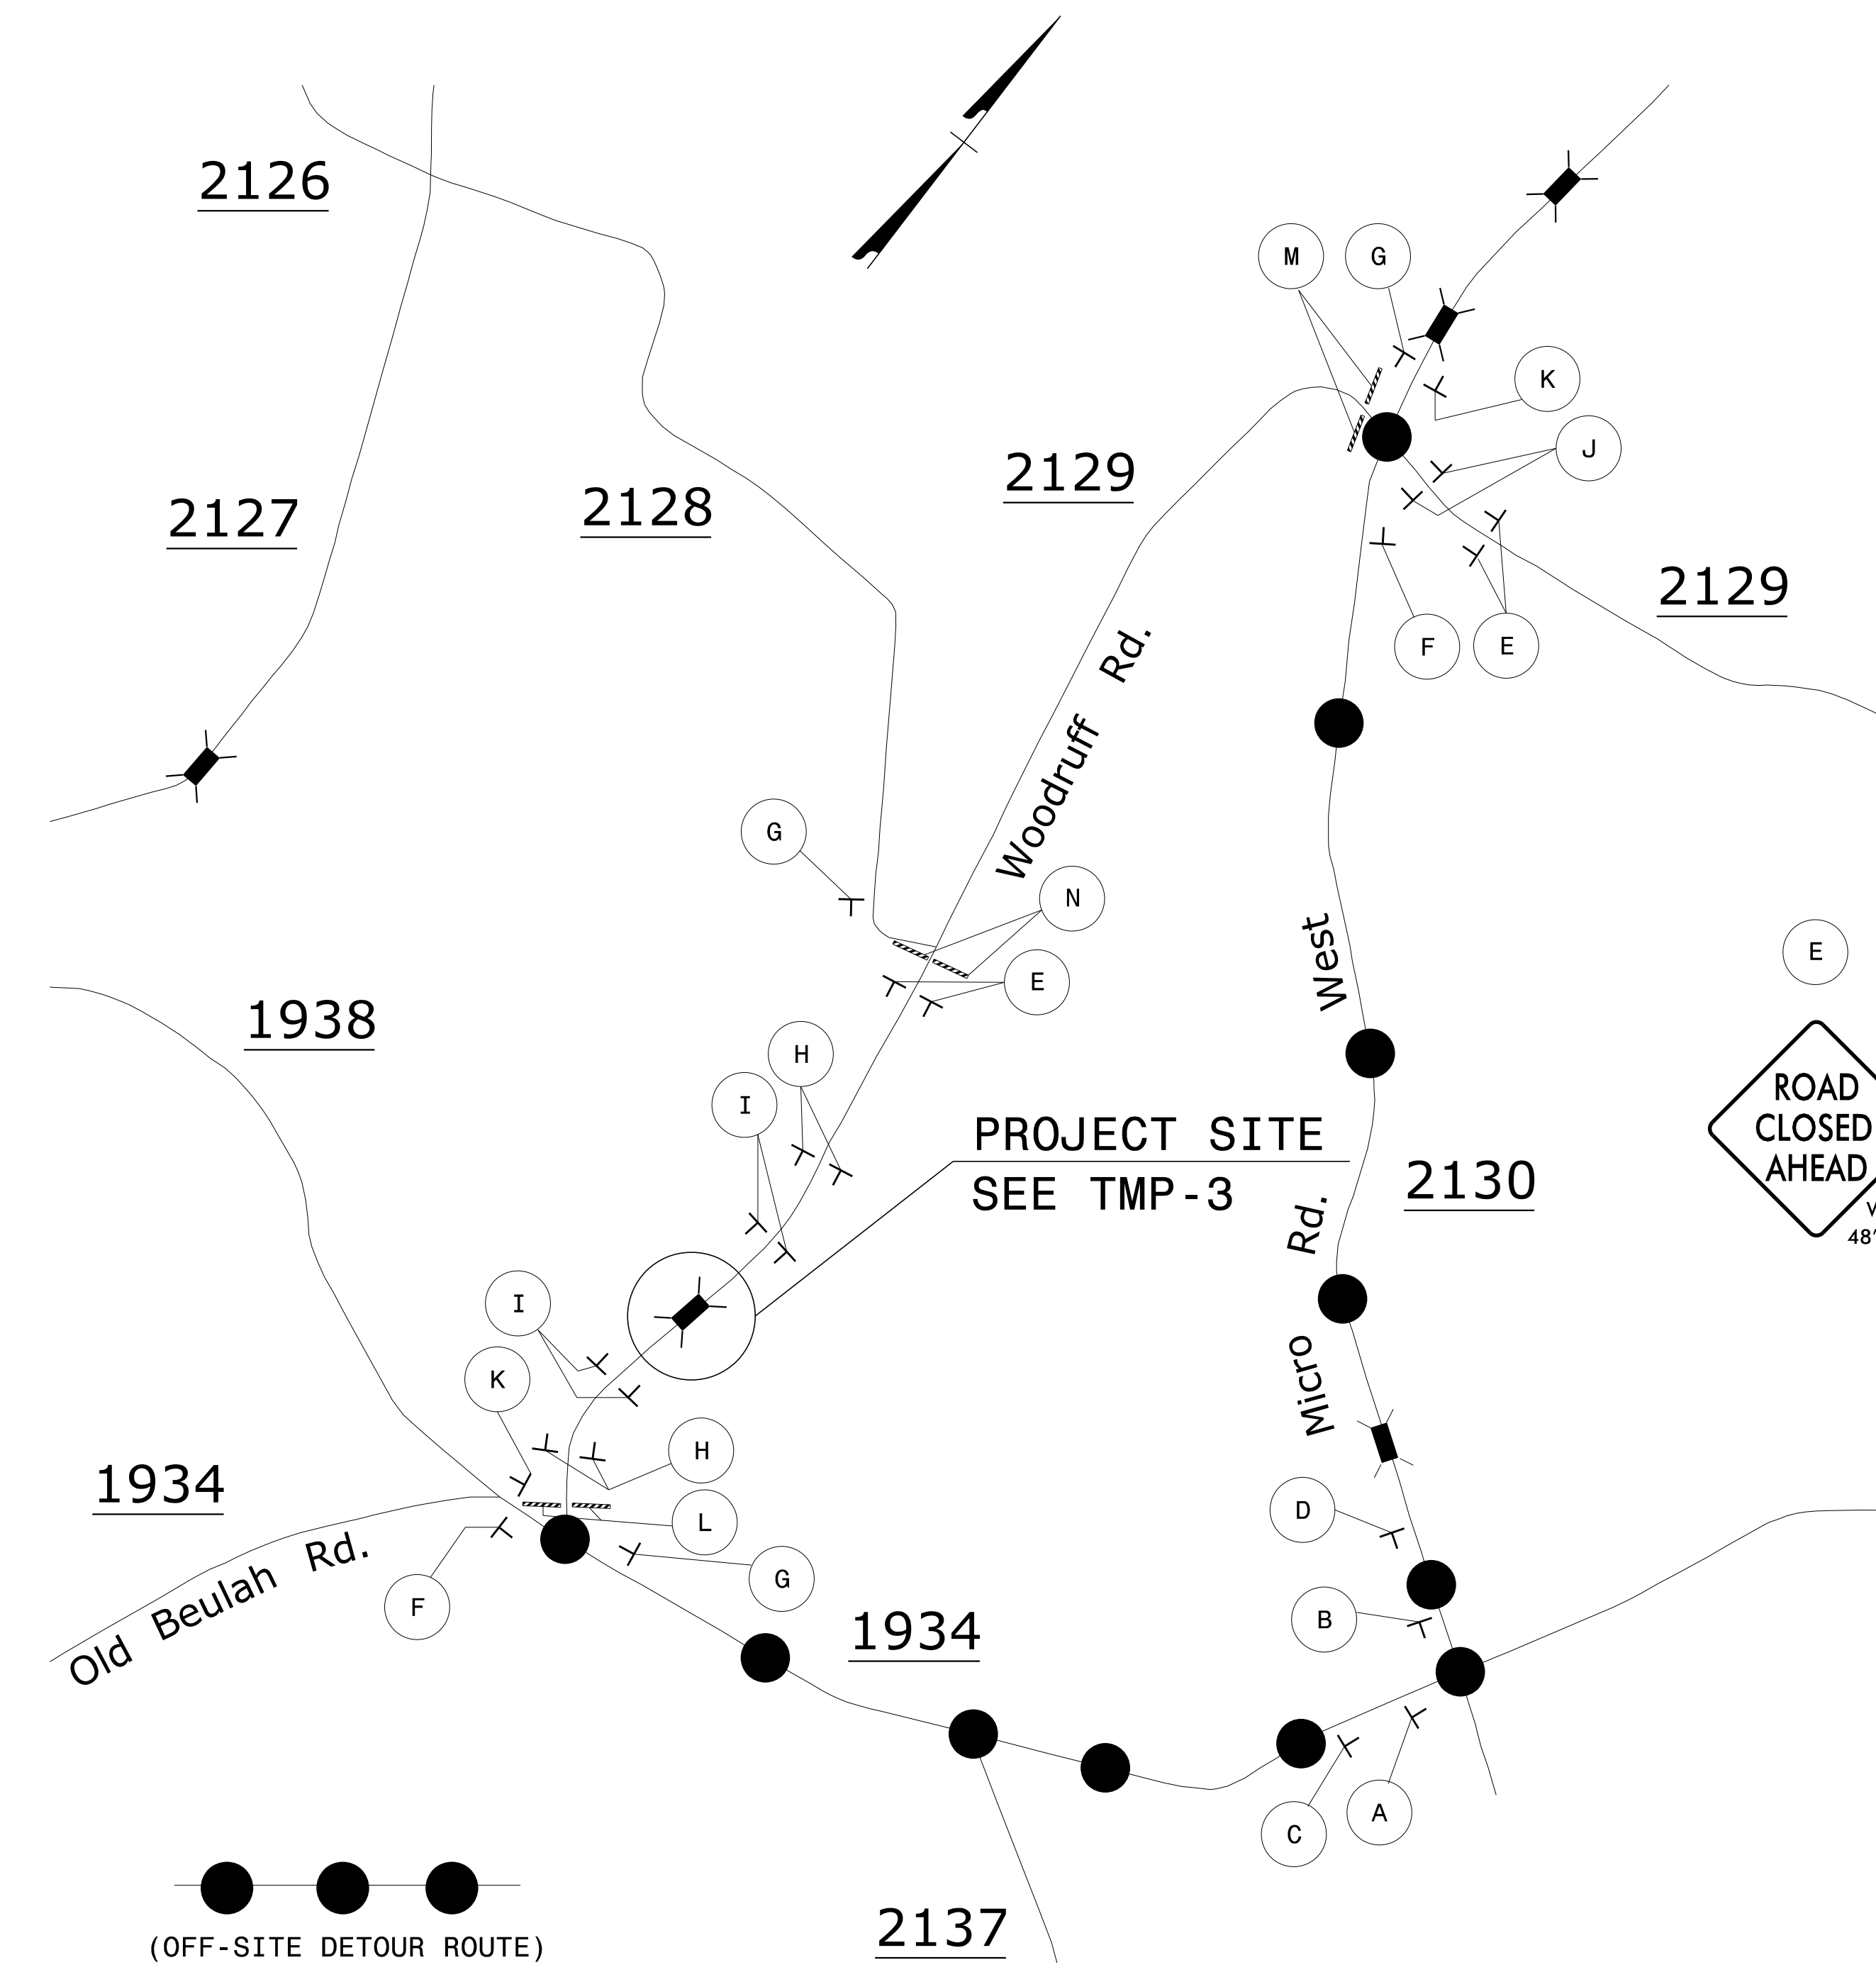 2126
M
G
K
J
2129
2128
2127
2129
F
E
Woodruff Rd.
G
N
West
E
E
1938
H
I
ROAD
CLOSED
AHEAD
48"
PROJECT SITE
SEE TMP-3
2130
Rd.
I
Micro
K
H
1934
D
L
Old Beulah Rd.
G
F
B
1934
A
C
2137
(OFF-SITE DETOUR ROUTE)